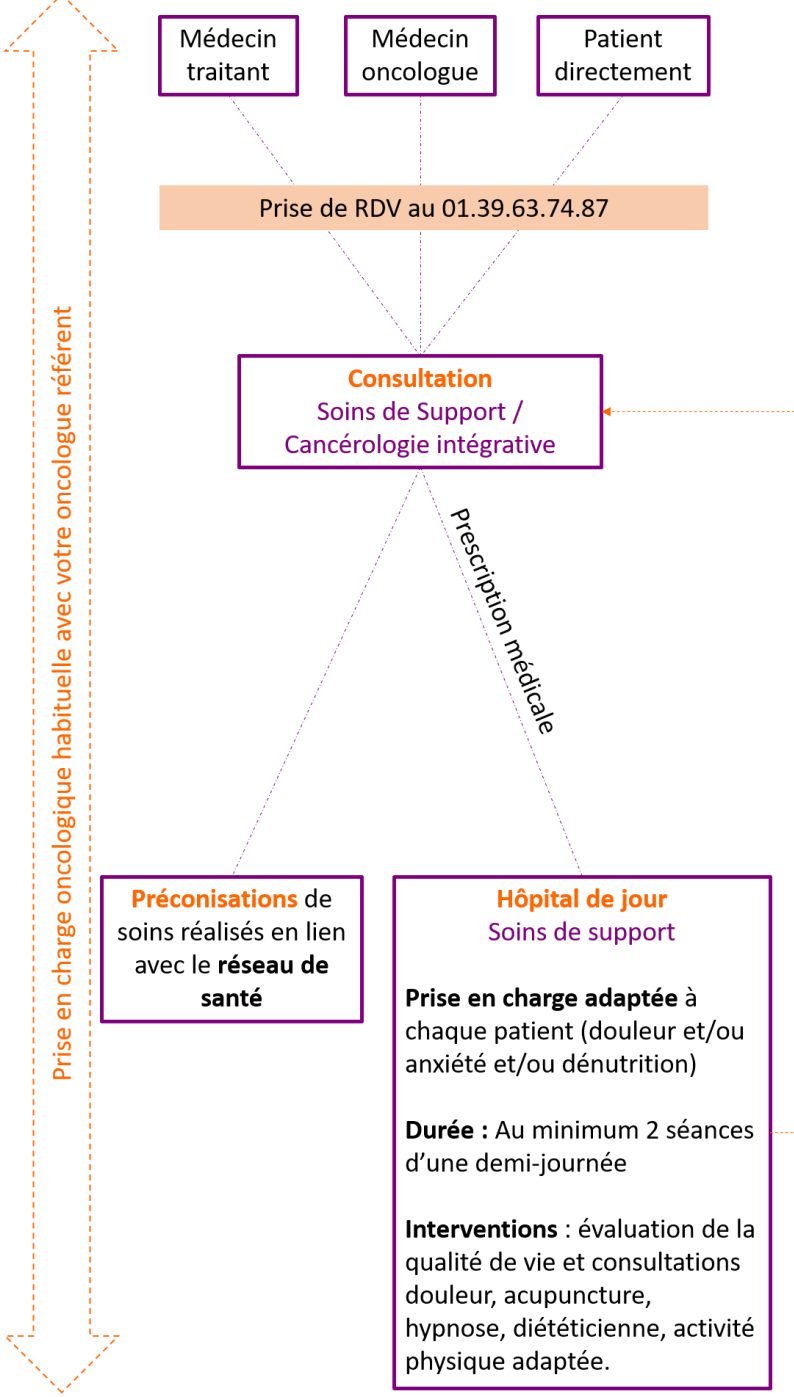 Médecin
traitant
Médecin
oncologue
Patient
directement
Prise de RDV au 01.39.63.74.87
Prise en charge oncologique habituelle avec votre oncologue référent
Consultation
Soins de Support /
Cancérologie intégrative
Prescription médicale
Préconisations de
soins réalisés en lien
avec le réseau de
santé
Hôpital de jour
Soins de support
Prise en charge adaptée à
chaque patient (douleur et/ou
anxiété et/ou dénutrition)
Durée : Au minimum 2 séances
d’une demi-journée
Interventions : évaluation de la
qualité de vie et consultations
douleur, acupuncture,
hypnose, diététicienne, activité
physique adaptée.